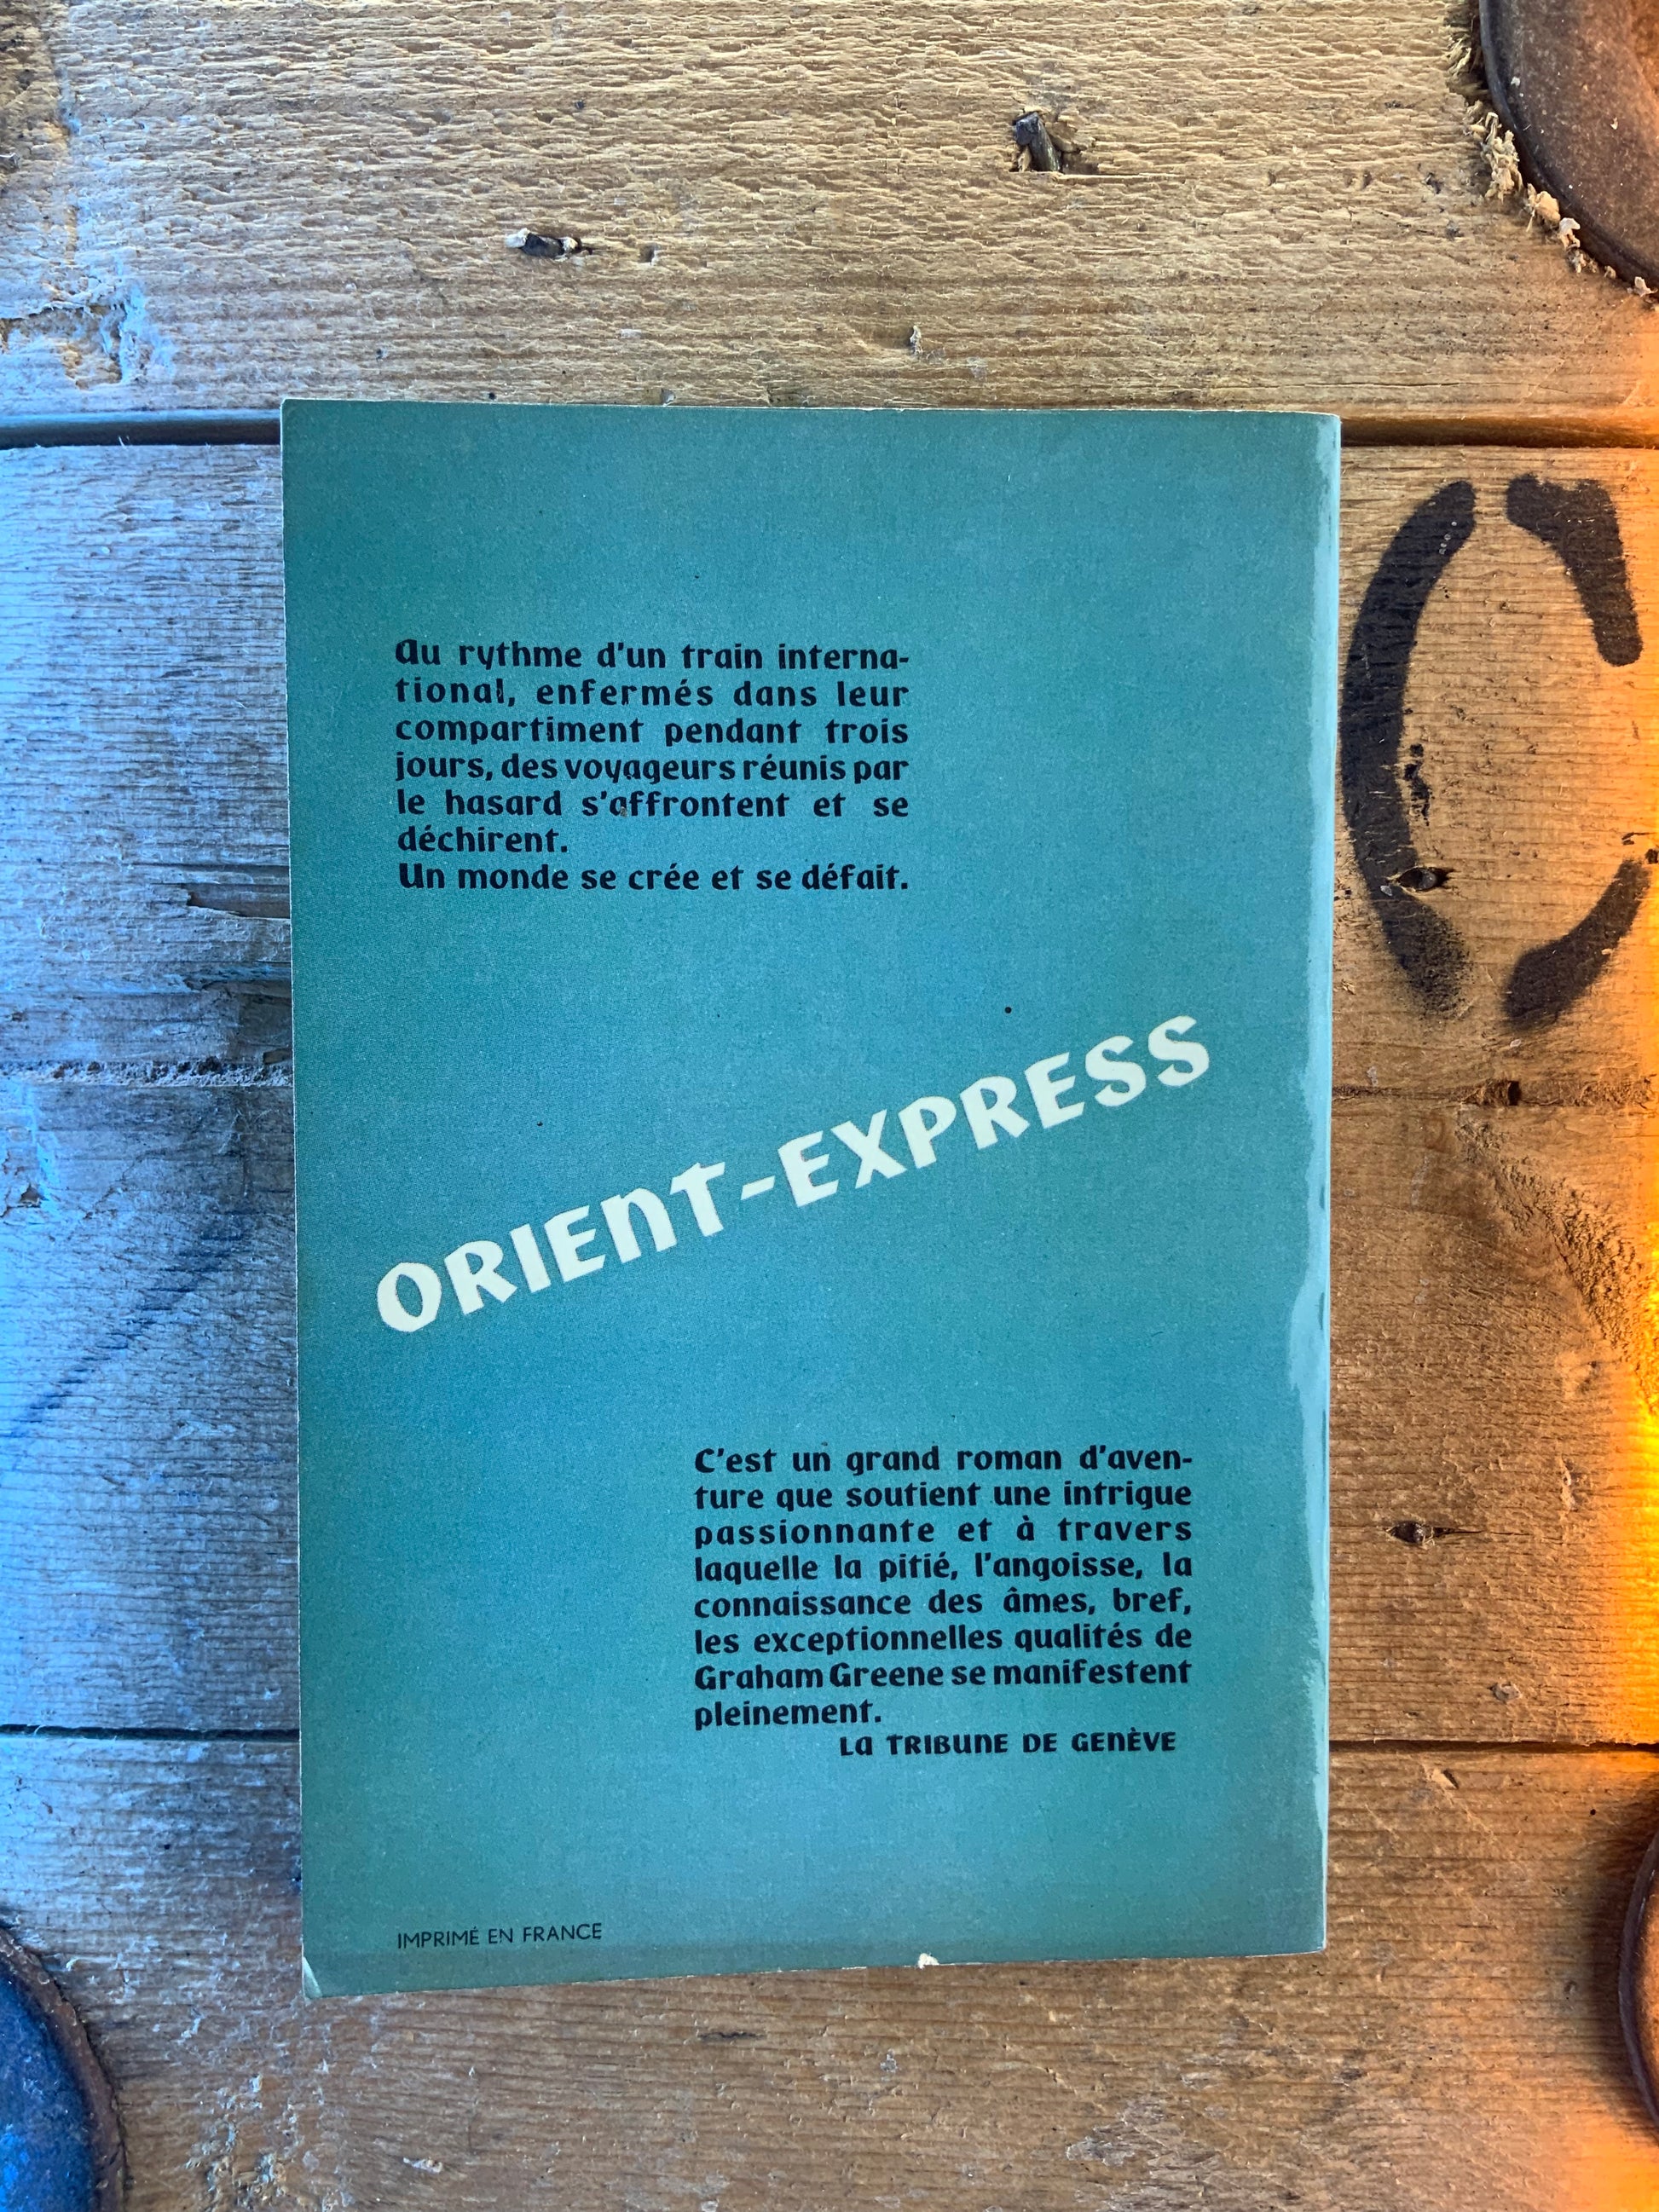 Au rythme d'un train interna-
tional, enfermés dans leur
compartiment pendant trois
jours, des voyageurs réunis par
le hasard s'affrontent et se
déchirent.
Un monde se crée et se défait.
ORIENT-EXPRESS
C'est un grand roman d'aven-
ture que soutient une intrigue
passionnante et à travers
laquelle la pitié, l'angoisse, la
connaissance des âmes, bref,
les exceptionnelles qualités de
Graham Greene se manifestent
pleinement.
LA TRIBUNE DE GENÈVE
IMPRIMÉ EN FRANCE
C